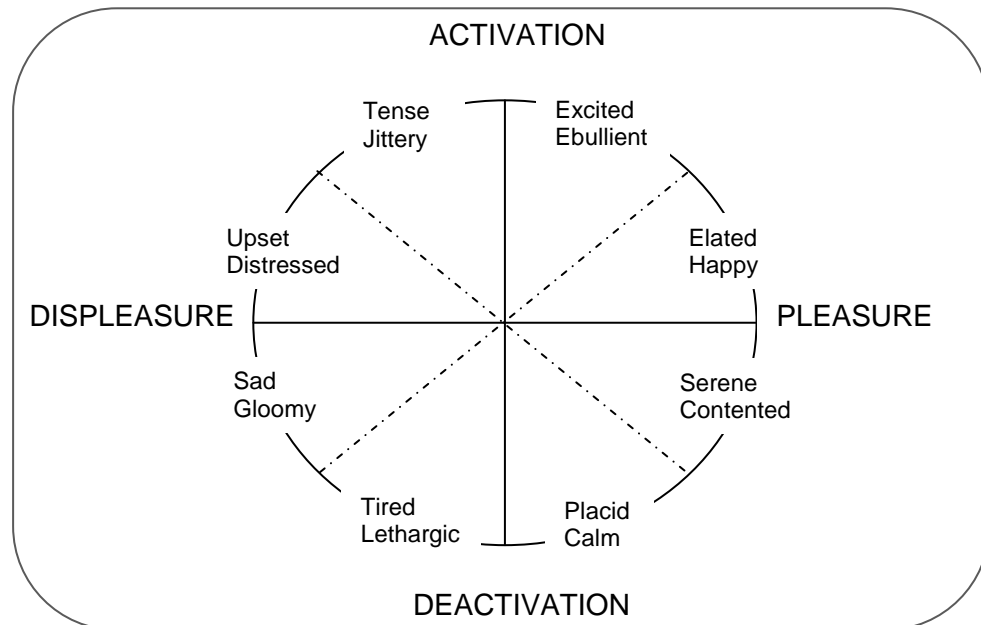 ACTIVATION
Tense
Jittery
Excited
Ebullient
Upset
Distressed
Elated
Happy
DISPLEASURE
PLEASURE
Sad
Gloomy
Serene
Contented
Tired
Lethargic
Placid
Calm
DEACTIVATION